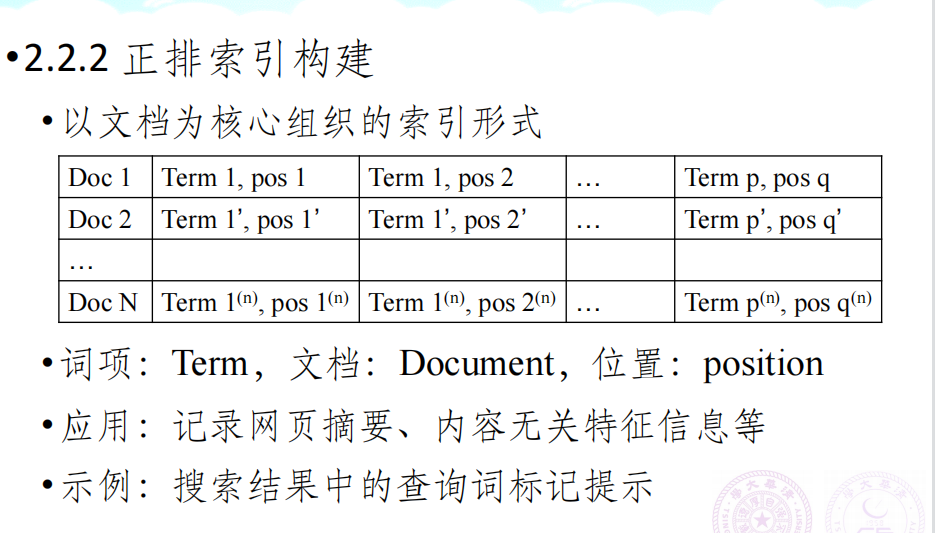 •2.2.2 正排索引构建
•以文档为核心组织的索引形式
Doc 1 Term 1, pos 1 Term 1, pos 2 … Term p, pos q
Doc 2 Term 1’, pos 1’ Term 1’, pos 2’ … Term p’, pos q’
…
Doc N Term 1⁽ⁿ⁾, pos 1⁽ⁿ⁾ Term 1⁽ⁿ⁾, pos 2⁽ⁿ⁾ … Term p⁽ⁿ⁾, pos q⁽ⁿ⁾
•词项：Term，文档：Document，位置：position
•应用：记录网页摘要、内容无关特征信息等
•示例：搜索结果中的查询词标记提示